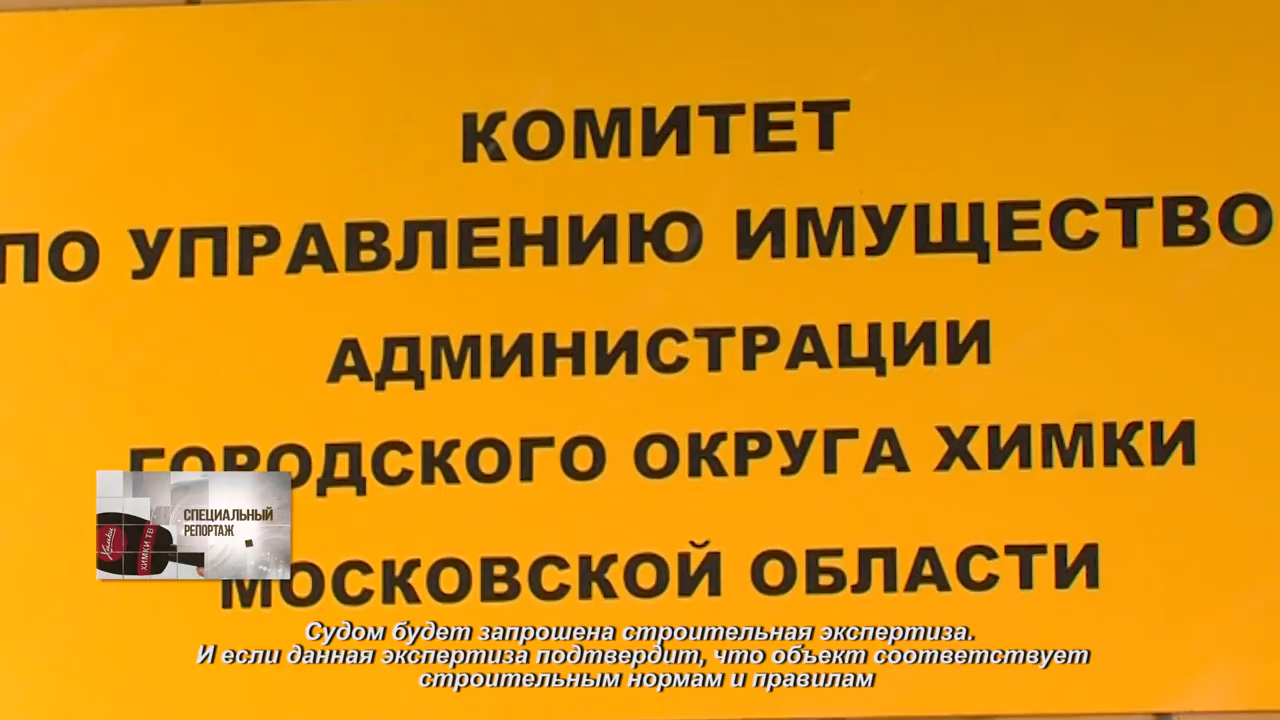 КОМИТЕТ
ПО УПРАВЛЕНИЮ ИМУЩЕСТВО
АДМИНИСТРАЦИИ
ГОРОДСКОГО ОКРУГА ХИМКИ
МОСКОВСКОЙ ОБЛАСТИ
СПЕЦИАЛЬНЫЙ
РЕПОРТАЖ
Химки
ХИМКИ ТВ
Судом будет запрошена строительная экспертиза.
И если данная экспертиза подтвердит, что объект соответствует
строительным нормам и правилам